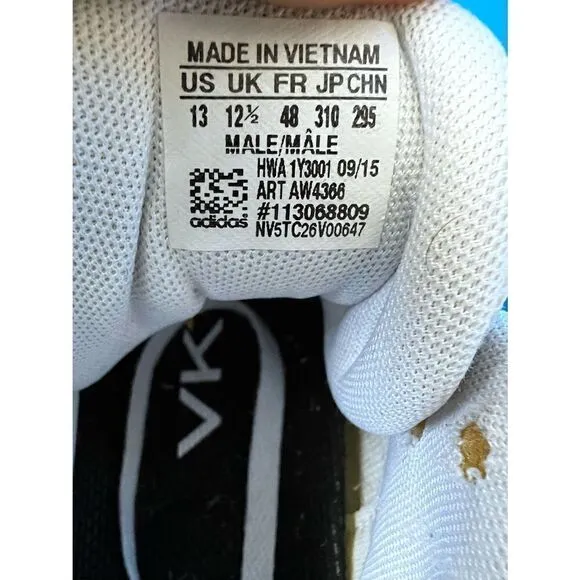 MADE IN VIETNAM
US UK FR JP CHN
13 12½ 48 310 295
MALE/MÂLE
HWA 1Y3001 09/15
ART AW4366
#113068809
NV5TC26V00647
adidas
VK